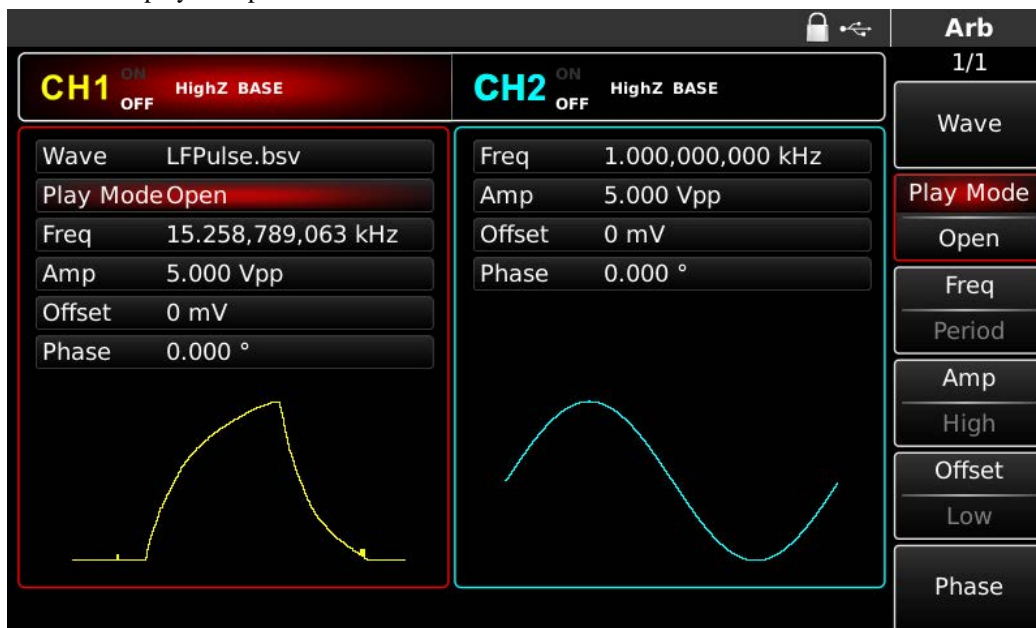 Arb
1/1
CH1 ON OFF HighZ BASE
CH2 ON OFF HighZ BASE
Wave LFPulse.bsv
Play Mode Open
Freq 15.258,789,063 kHz
Amp 5.000 Vpp
Offset 0 mV
Phase 0.000 °
Freq 1.000,000,000 kHz
Amp 5.000 Vpp
Offset 0 mV
Phase 0.000 °
Wave
Play Mode
Open
Freq
Period
Amp
High
Offset
Low
Phase